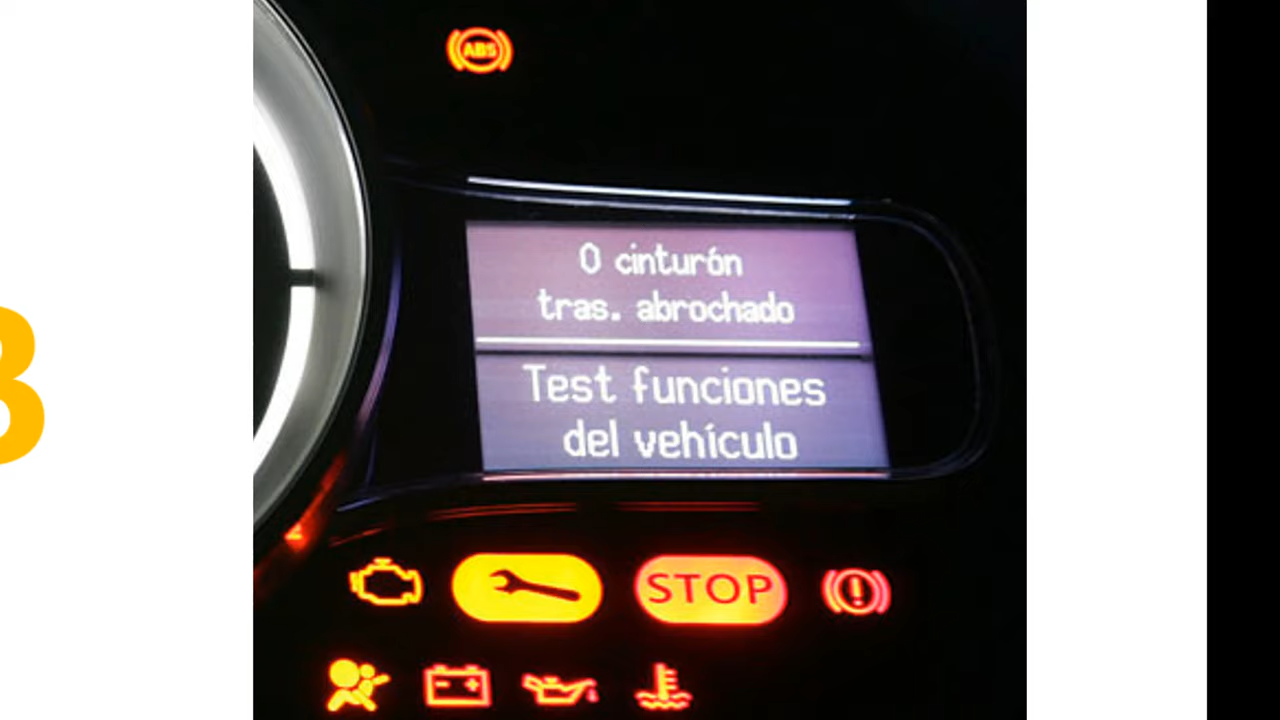 ABS
0 cinturón
tras. abrochado
Test funciones
del vehículo
STOP